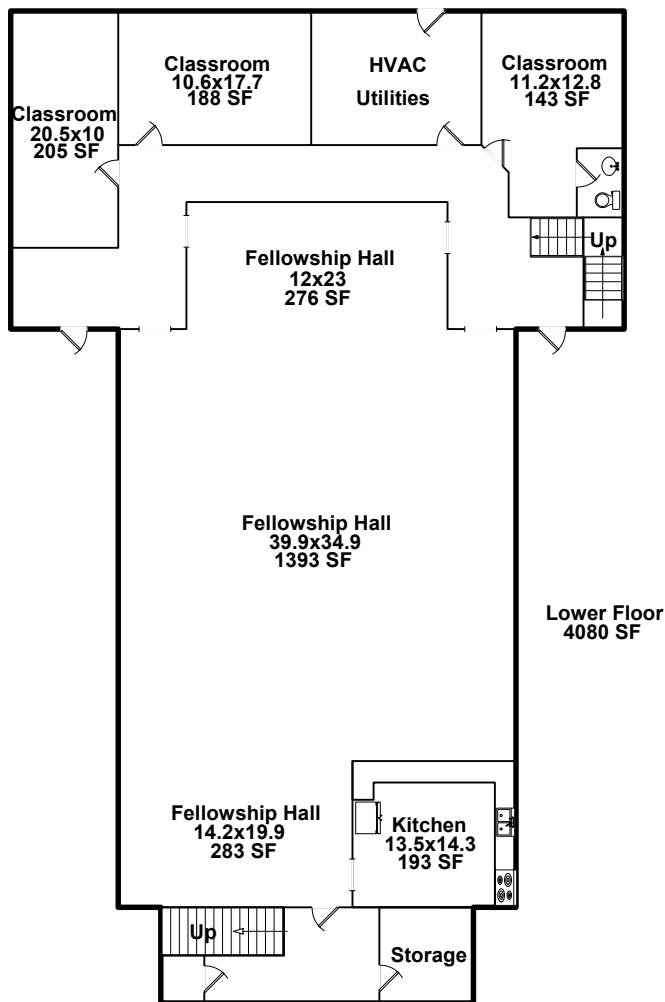 Classroom
10.6x17.7
188 SF
HVAC
Utilities
Classroom
11.2x12.8
143 SF
Classroom
20.5x10
205 SF
Up
Fellowship Hall
12x23
276 SF
Fellowship Hall
39.9x34.9
1393 SF
Lower Floor
4080 SF
Fellowship Hall
14.2x19.9
283 SF
Kitchen
13.5x14.3
193 SF
Up
Storage